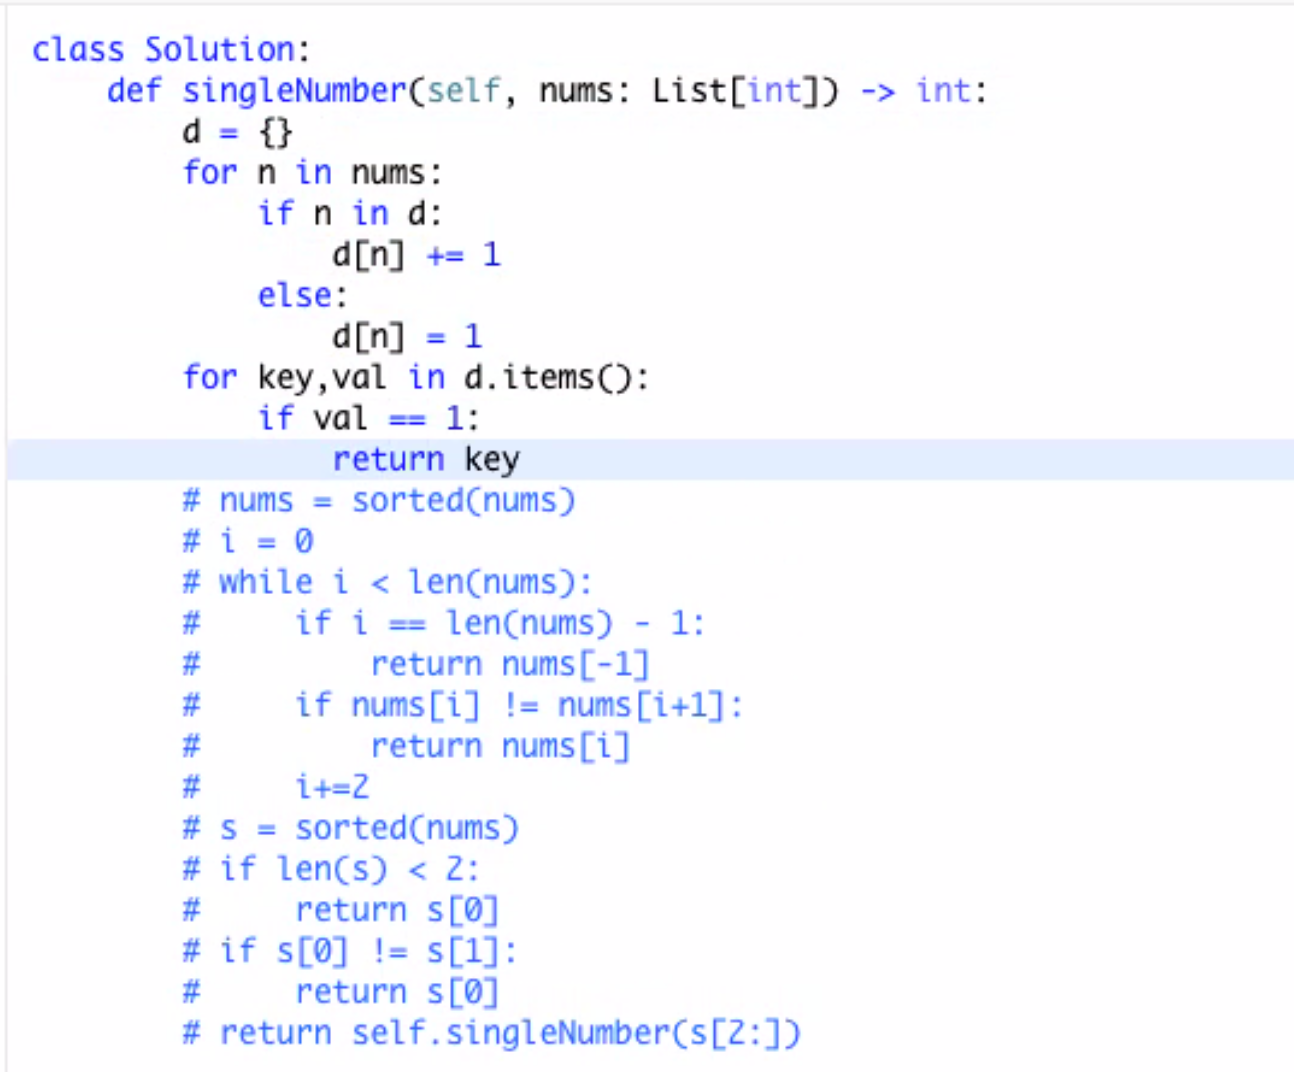 class Solution:
    def singleNumber(self, nums: List[int]) -> int:
        d = {}
        for n in nums:
            if n in d:
                d[n] += 1
            else:
                d[n] = 1
        for key,val in d.items():
            if val == 1:
                return key
        # nums = sorted(nums)
        # i = 0
        # while i < len(nums):
        #     if i == len(nums) - 1:
        #         return nums[-1]
        #     if nums[i] != nums[i+1]:
        #         return nums[i]
        #     i+=2
        # s = sorted(nums)
        # if len(s) < 2:
        #     return s[0]
        # if s[0] != s[1]:
        #     return s[0]
        # return self.singleNumber(s[2:])